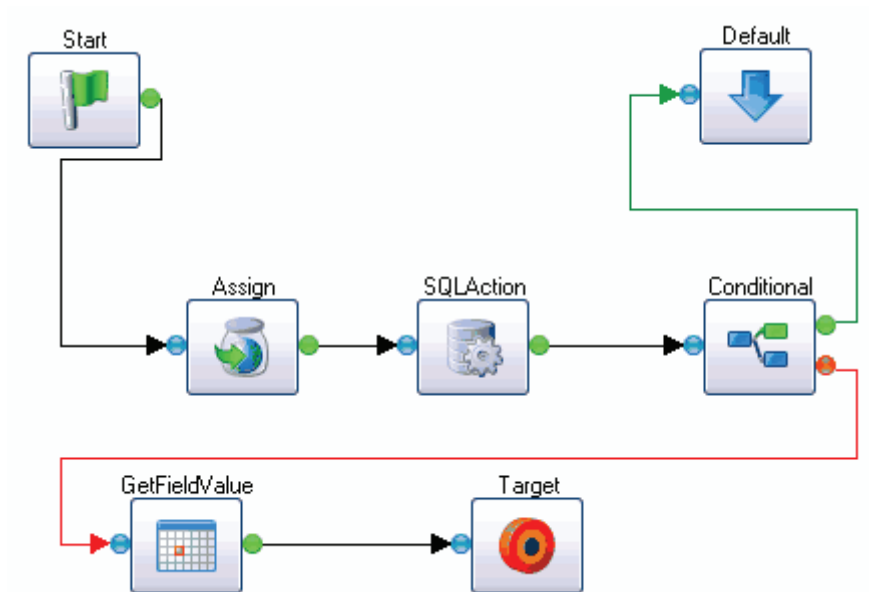 Start
Default
Assign
SQLAction
Conditional
GetFieldValue
Target